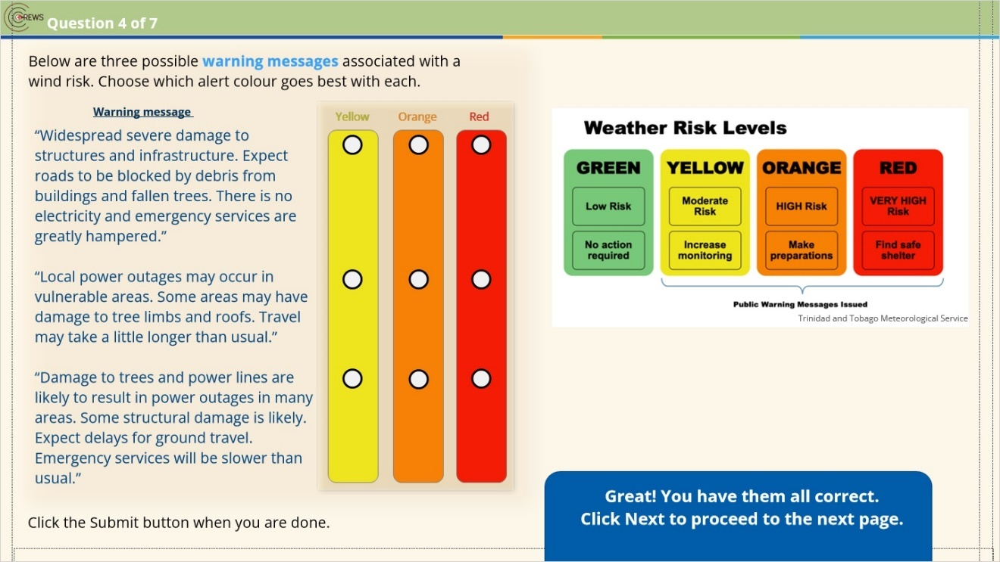 CREWS
Question 4 of 7
Below are three possible warning messages associated with a
wind risk. Choose which alert colour goes best with each.
Warning message
Yellow Orange Red
“Widespread severe damage to
structures and infrastructure. Expect
roads to be blocked by debris from
buildings and fallen trees. There is no
electricity and emergency services are
greatly hampered.”
“Local power outages may occur in
vulnerable areas. Some areas may have
damage to tree limbs and roofs. Travel
may take a little longer than usual.”
“Damage to trees and power lines are
likely to result in power outages in many
areas. Some structural damage is likely.
Expect delays for ground travel.
Emergency services will be slower than
usual.”
Click the Submit button when you are done.
Weather Risk Levels
GREEN
Low Risk
No action
required
YELLOW
Moderate
Risk
Increase
monitoring
ORANGE
HIGH Risk
Make
preparations
RED
VERY HIGH
Risk
Find safe
shelter
Public Warning Messages Issued
Trinidad and Tobago Meteorological Service
Great! You have them all correct.
Click Next to proceed to the next page.